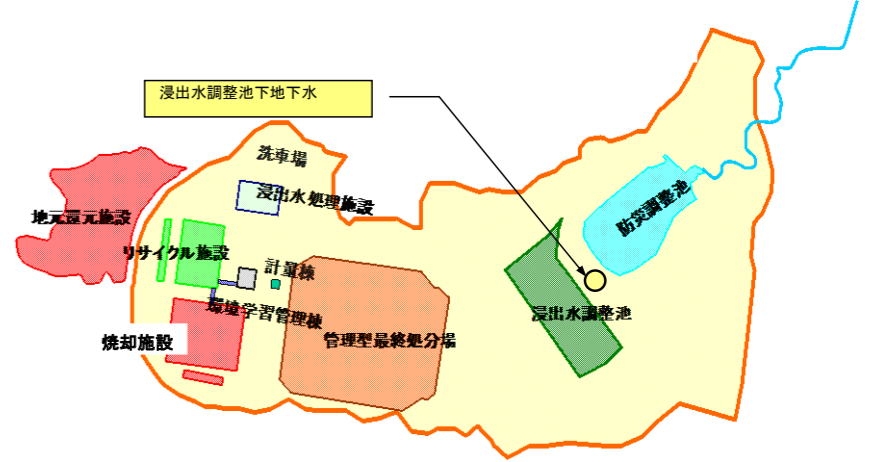 浸出水調整池下地下水
洗車場
浸出水処理施設
地元還元施設
防災調整池
リサイクル施設
計量棟
環境学習管理棟
浸出水調整池
焼却施設
管理型最終処分場